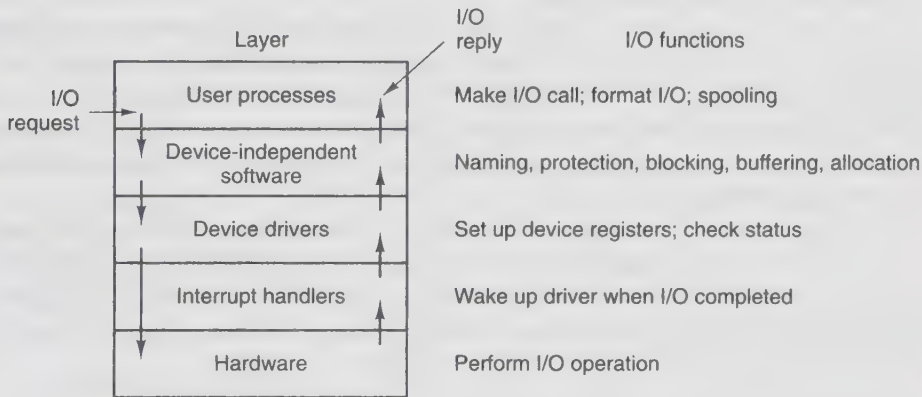 I/O
reply
Layer
I/O functions
I/O
request
User processes
Make I/O call; format I/O; spooling
Device-independent
software
Naming, protection, blocking, buffering, allocation
Device drivers
Set up device registers; check status
Interrupt handlers
Wake up driver when I/O completed
Hardware
Perform I/O operation